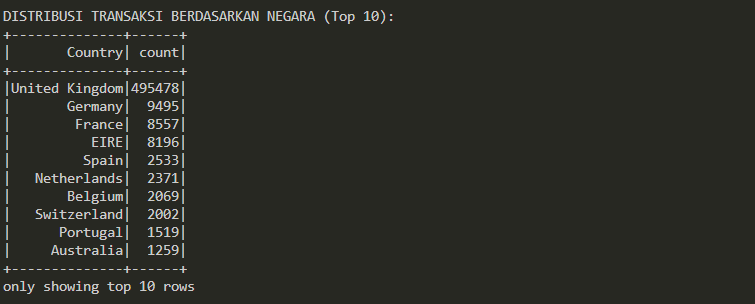 DISTRIBUSI TRANSAKSI BERDASARKAN NEGARA (Top 10):
+--------------+------+
|       Country| count|
+--------------+------+
|United Kingdom|495478|
|       Germany|  9495|
|        France|  8557|
|          EIRE|  8196|
|         Spain|  2533|
|   Netherlands|  2371|
|       Belgium|  2069|
|   Switzerland|  2002|
|      Portugal|  1519|
|     Australia|  1259|
+--------------+------+
only showing top 10 rows